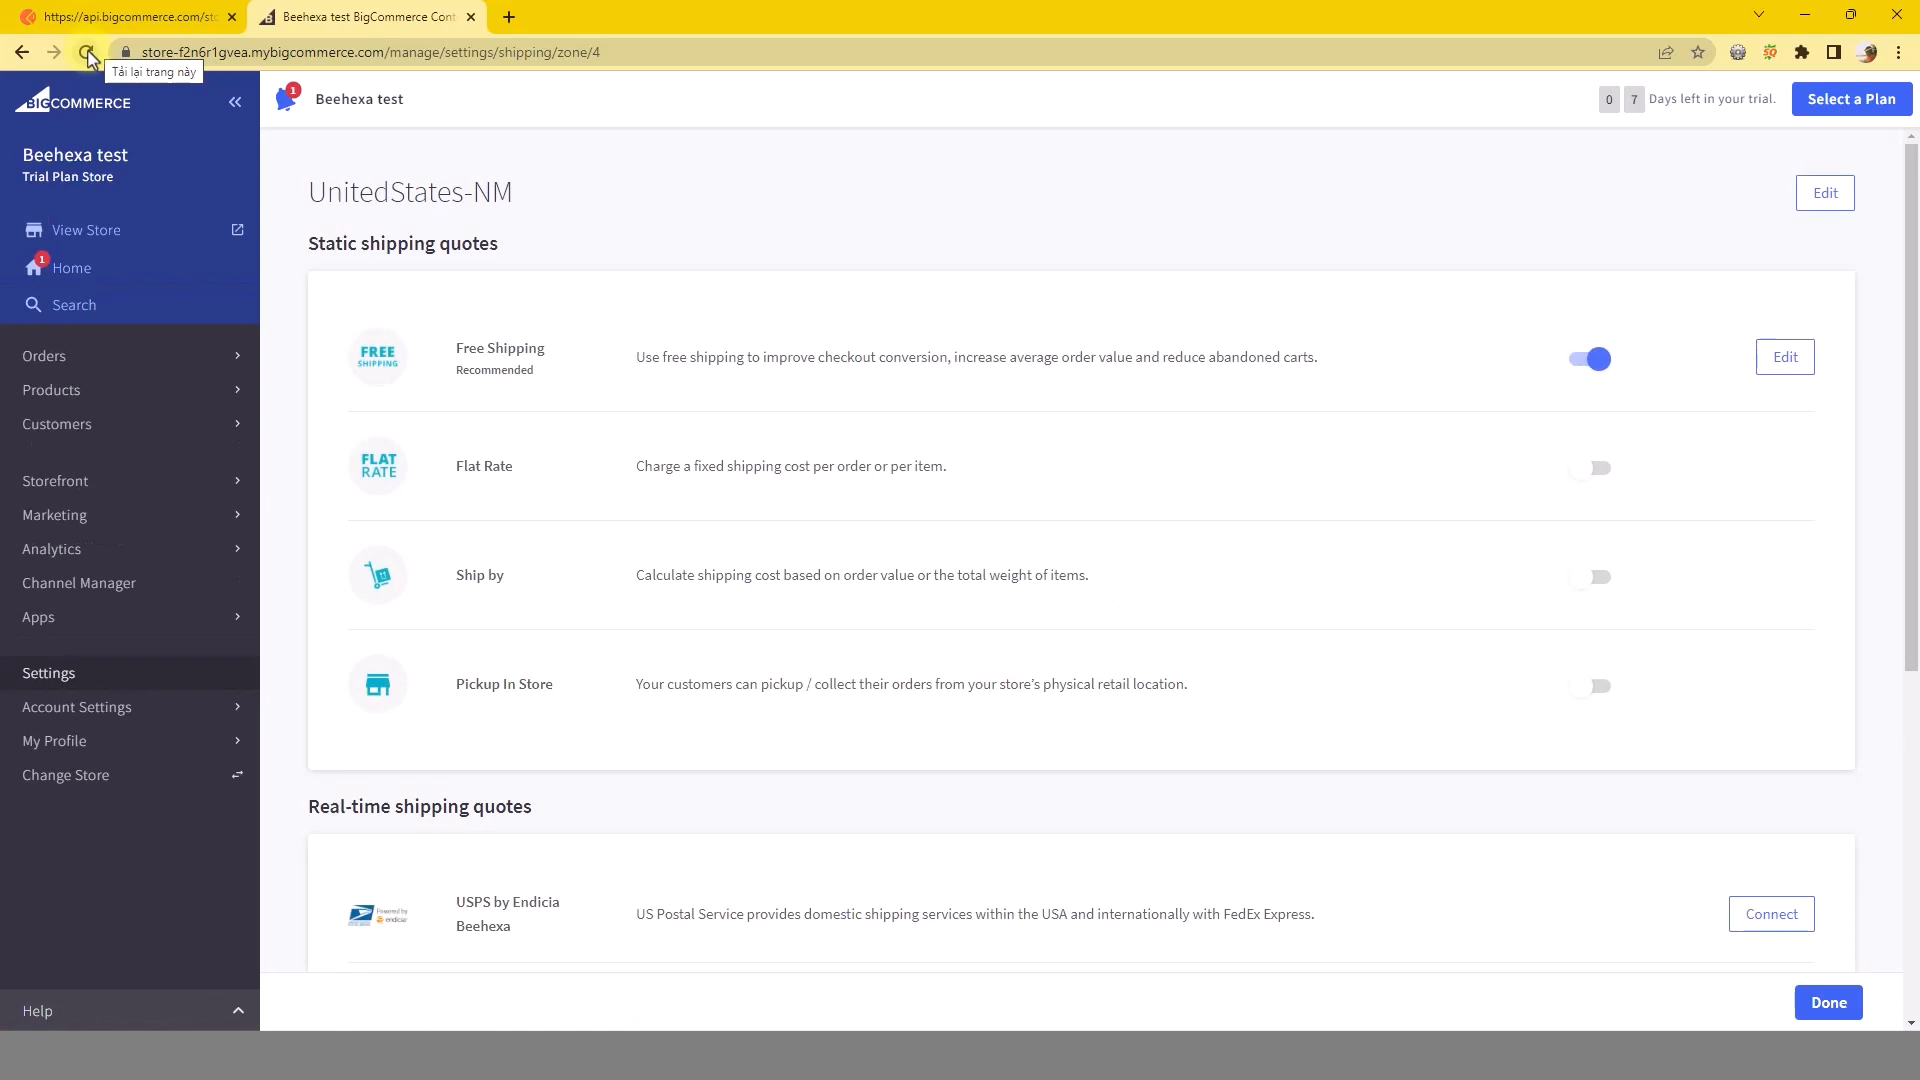 https://api.bigcommerce.com/sto
Beehexa test BigCommerce Cont
store-f2n6r1gvea.mybigcommerce.com/manage/settings/shipping/zone/4
Tải lại trang này
BIGCOMMERCE
1
Beehexa test
0 7 Days left in your trial.
Select a Plan
Beehexa test
Trial Plan Store
View Store
1
Home
Search
Orders
Products
Customers
Storefront
Marketing
Analytics
Channel Manager
Apps
Settings
Account Settings
My Profile
Change Store
Help
UnitedStates-NM
Edit
Static shipping quotes
FREE
SHIPPING
Free Shipping
Recommended
Use free shipping to improve checkout conversion, increase average order value and reduce abandoned carts.
Edit
FLAT
RATE
Flat Rate
Charge a fixed shipping cost per order or per item.
Ship by
Calculate shipping cost based on order value or the total weight of items.
Pickup In Store
Your customers can pickup / collect their orders from your store’s physical retail location.
Real-time shipping quotes
Powered by
endicia
USPS by Endicia
Beehexa
US Postal Service provides domestic shipping services within the USA and internationally with FedEx Express.
Connect
Done